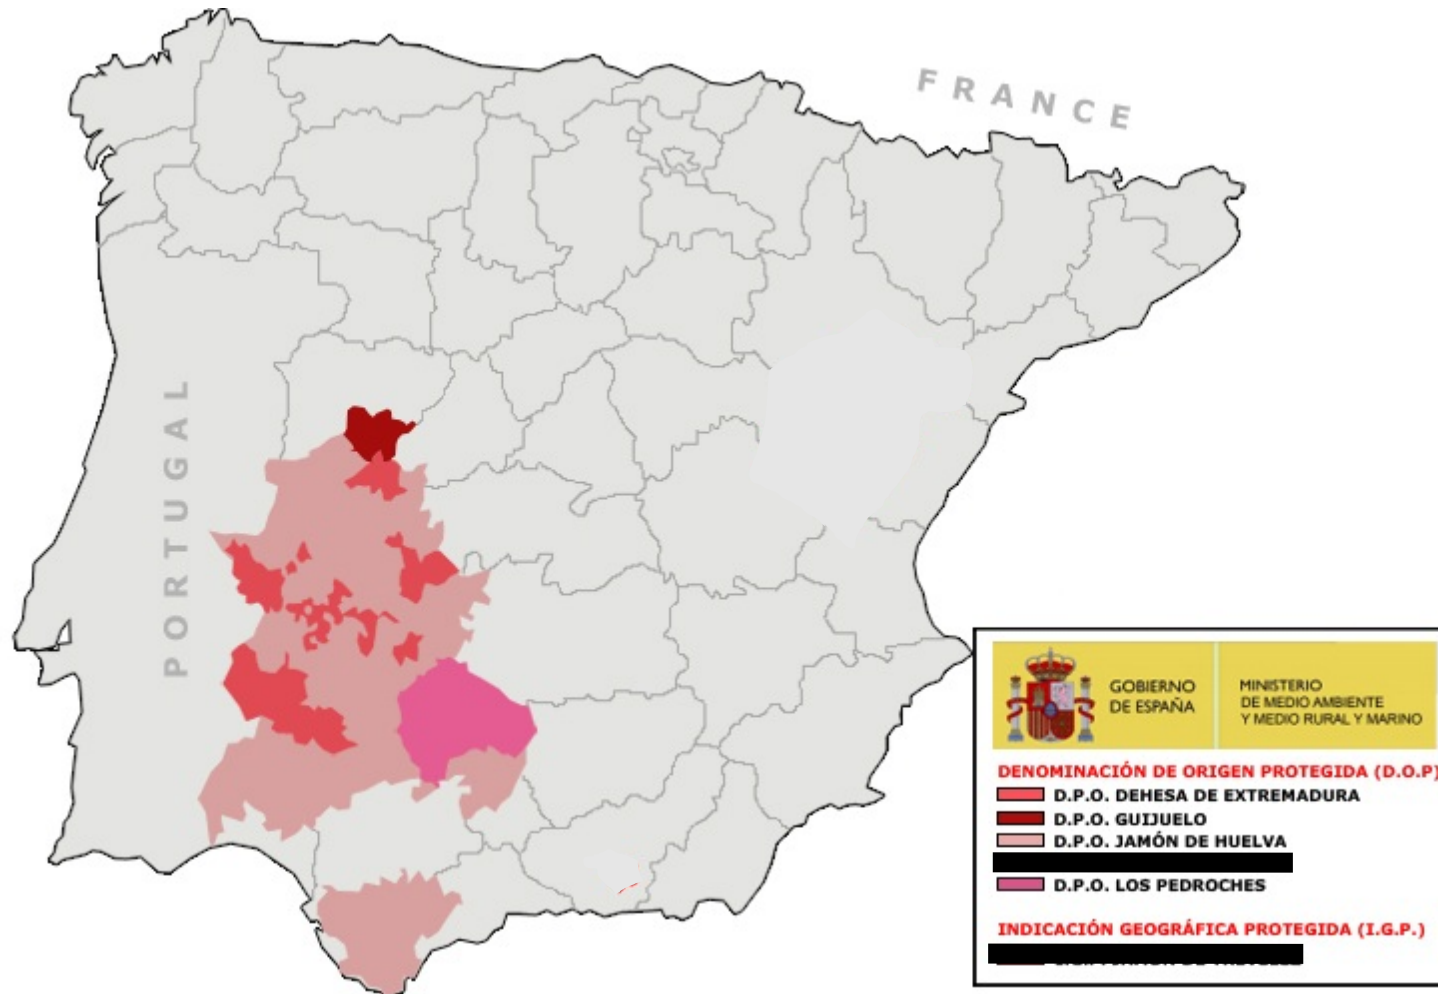 FRANCE
PORTUGAL
GOBIERNO
DE ESPAÑA
MINISTERIO
DE MEDIO AMBIENTE
Y MEDIO RURAL Y MARINO
DENOMINACIÓN DE ORIGEN PROTEGIDA (D.O.P)
D.P.O. DEHESA DE EXTREMADURA
D.P.O. GUIJUELO
D.P.O. JAMÓN DE HUELVA
D.P.O. LOS PEDROCHES
INDICACIÓN GEOGRÁFICA PROTEGIDA (I.G.P.)